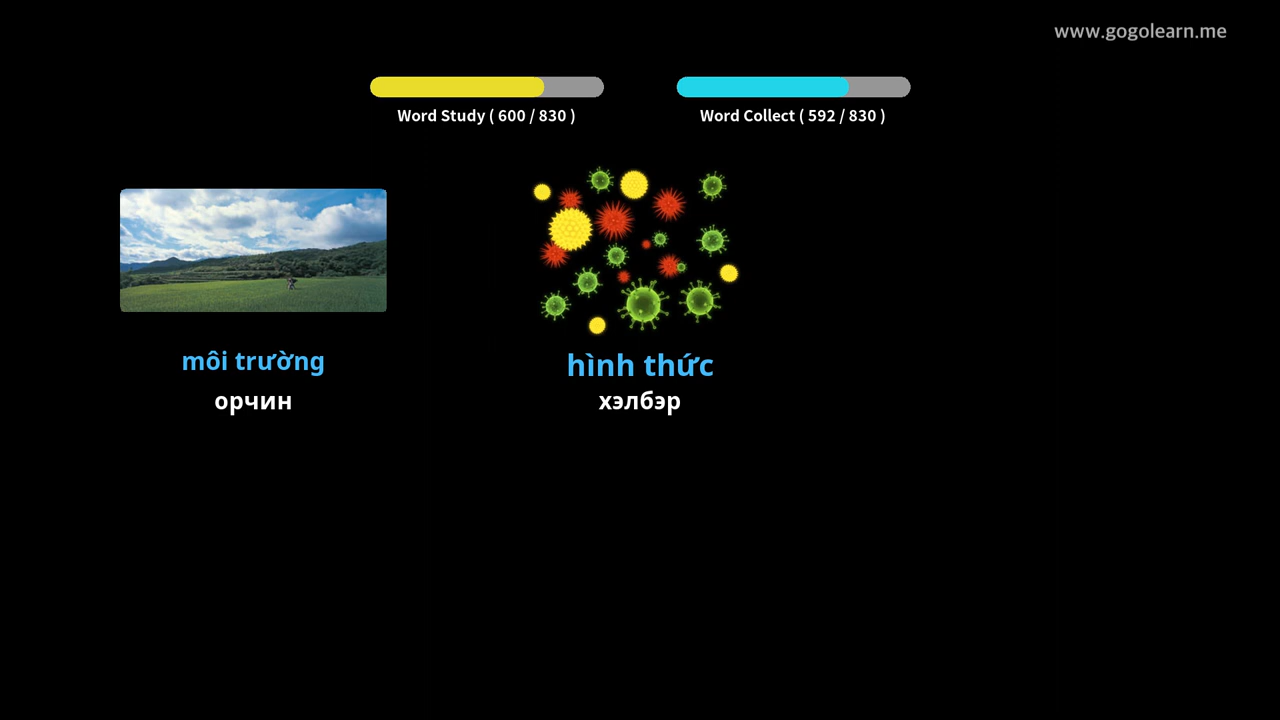 www.gogolearn.me
Word Study ( 600 / 830 )
Word Collect ( 592 / 830 )
môi trường
орчин
hình thức
хэлбэр